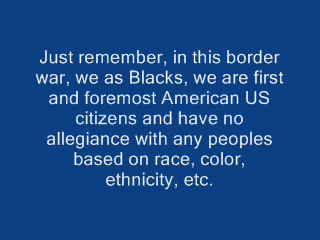 Just remember, in this border
war, we as Blacks, we are first
and foremost American US
citizens and have no
allegiance with any peoples
based on race, color,
ethnicity, etc.